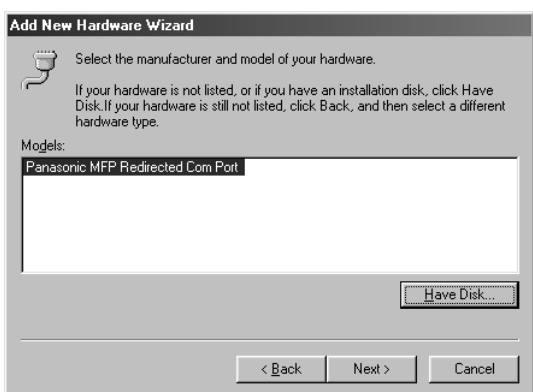 Add New Hardware Wizard
Select the manufacturer and model of your hardware.
If your hardware is not listed, or if you have an installation disk, click Have
Disk.If your hardware is still not listed, click Back, and then select a different
hardware type.
Models:
Panasonic MFP Redirected Com Port
Have Disk...
< Back
Next >
Cancel